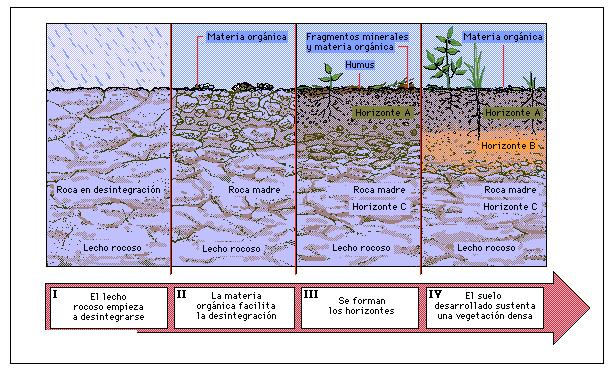 Materia orgánica
Fragmentos minerales
y materia orgánica
Materia orgánica
Humus
Horizonte A
Horizonte A
Horizonte B
Roca en desintegración
Roca madre
Roca madre
Roca madre
Horizonte C
Horizonte C
Lecho rocoso
Lecho rocoso
Lecho rocoso
Lecho rocoso
I
El lecho
rocoso empieza
a desintegrarse
II
La materia
orgánica facilita
la desintegración
III
Se forman
los horizontes
IV
El suelo
desarrollado sustenta
una vegetación densa